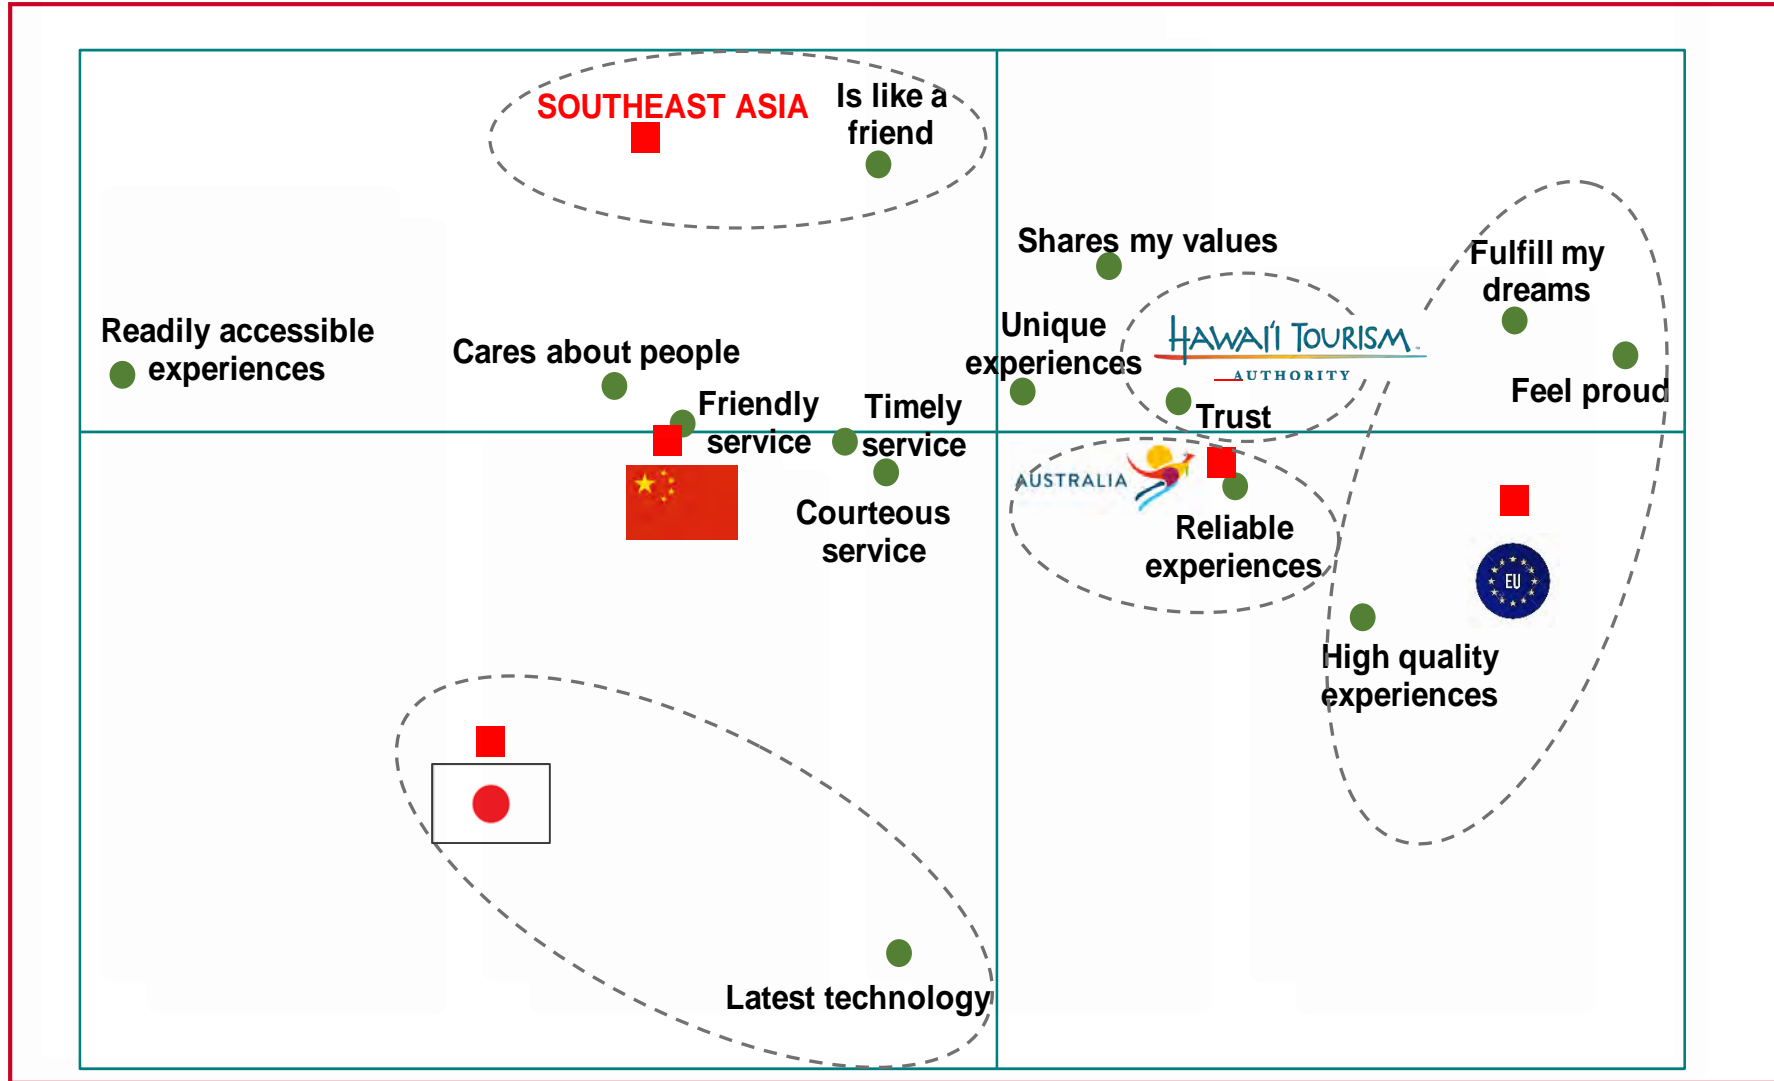 SOUTHEAST ASIA
Is like a
friend
Shares my values
Fulfill my
dreams
Readily accessible
experiences
Cares about people
Unique
experiences
HAWAI'I TOURISM
AUTHORITY
Feel proud
Friendly
service
Timely
service
Trust
AUSTRALIA
Courteous
service
Reliable
experiences
EU
High quality
experiences
Latest technology